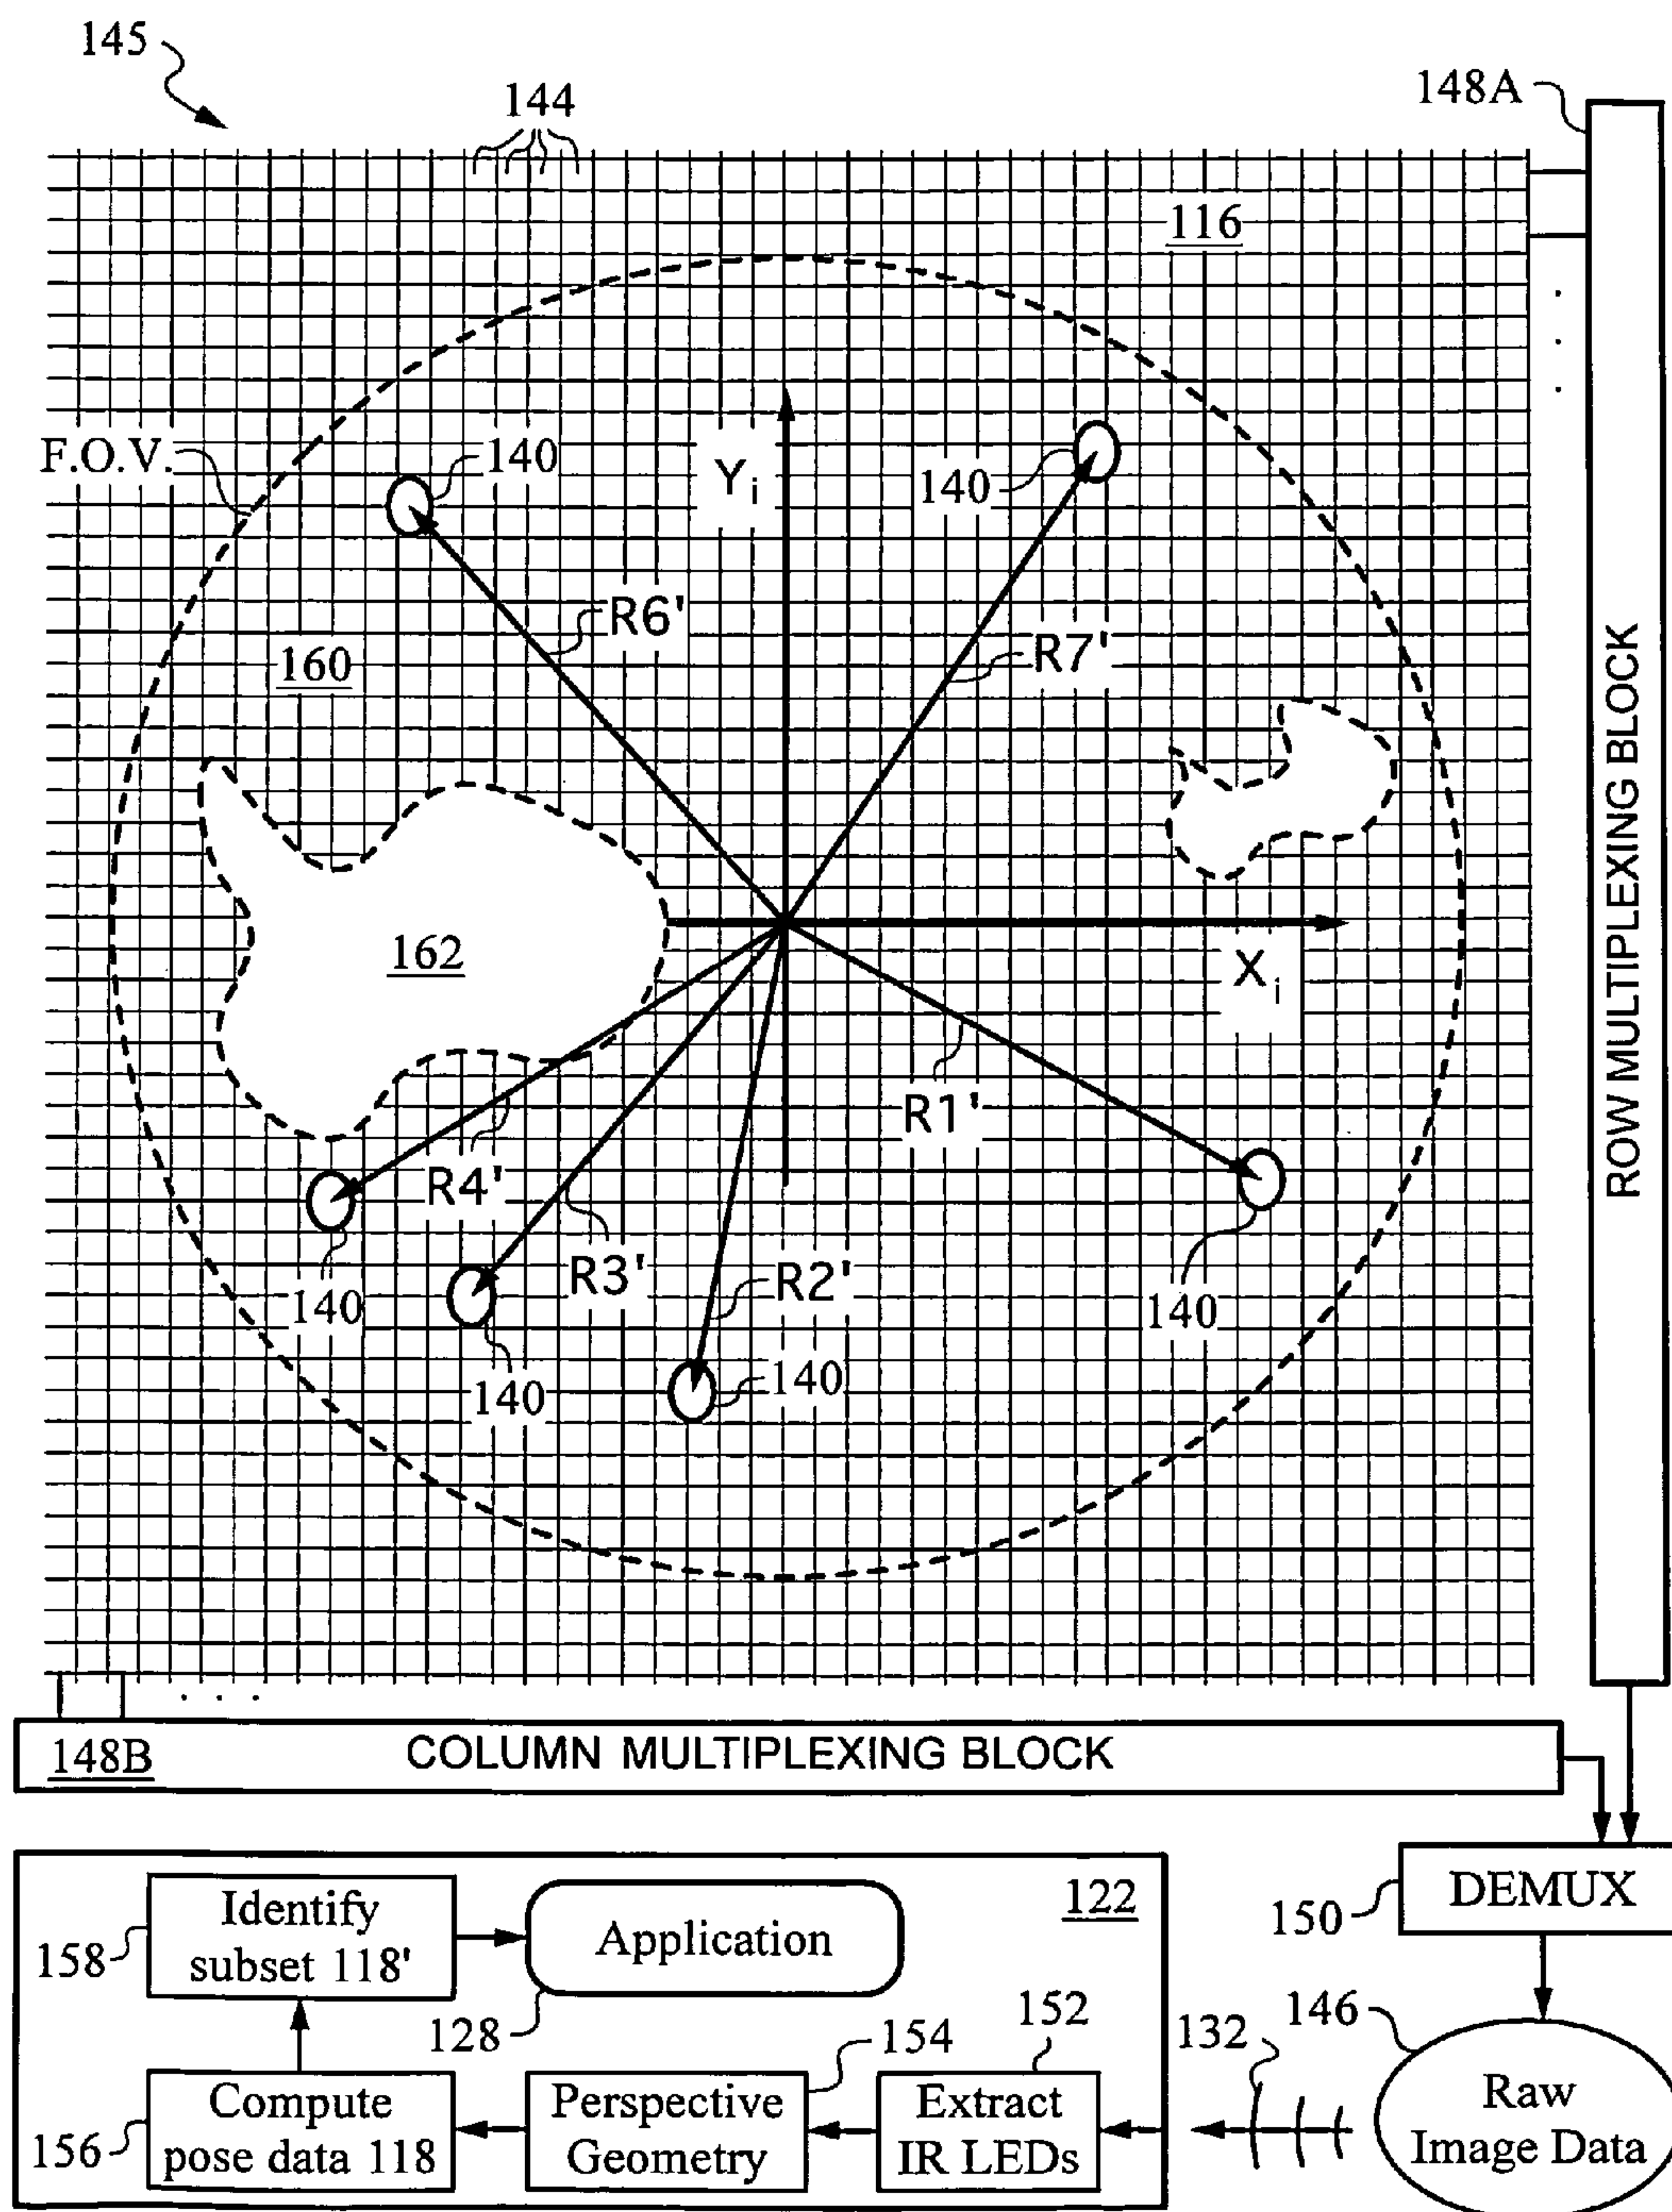 145
144
148A
116
F.O.V.
140
Yi
140
R6'
R7'
160
162
Xi
R1'
R4'
R3'
R2'
140
140
140
140
ROW MULTIPLEXING BLOCK
. . .
148B
COLUMN MULTIPLEXING BLOCK
122
DEMUX
150
Identify
subset 118'
158
Application
128
152
146
132
154
Compute
pose data 118
156
Perspective
Geometry
Extract
IR LEDs
Raw
Image Data